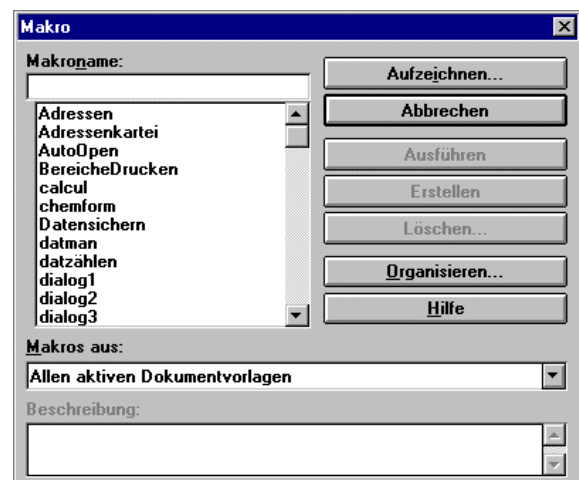 Makro
Makroname:
Aufzeichnen...
Abbrechen
Adressen
Adressenkartei
AutoOpen
BereicheDrucken
calcul
chemform
Datensichern
datman
datzählen
dialog1
dialog2
dialog3
Ausführen
Erstellen
Löschen...
Organisieren...
Hilfe
Makros aus:
Allen aktiven Dokumentvorlagen
Beschreibung: